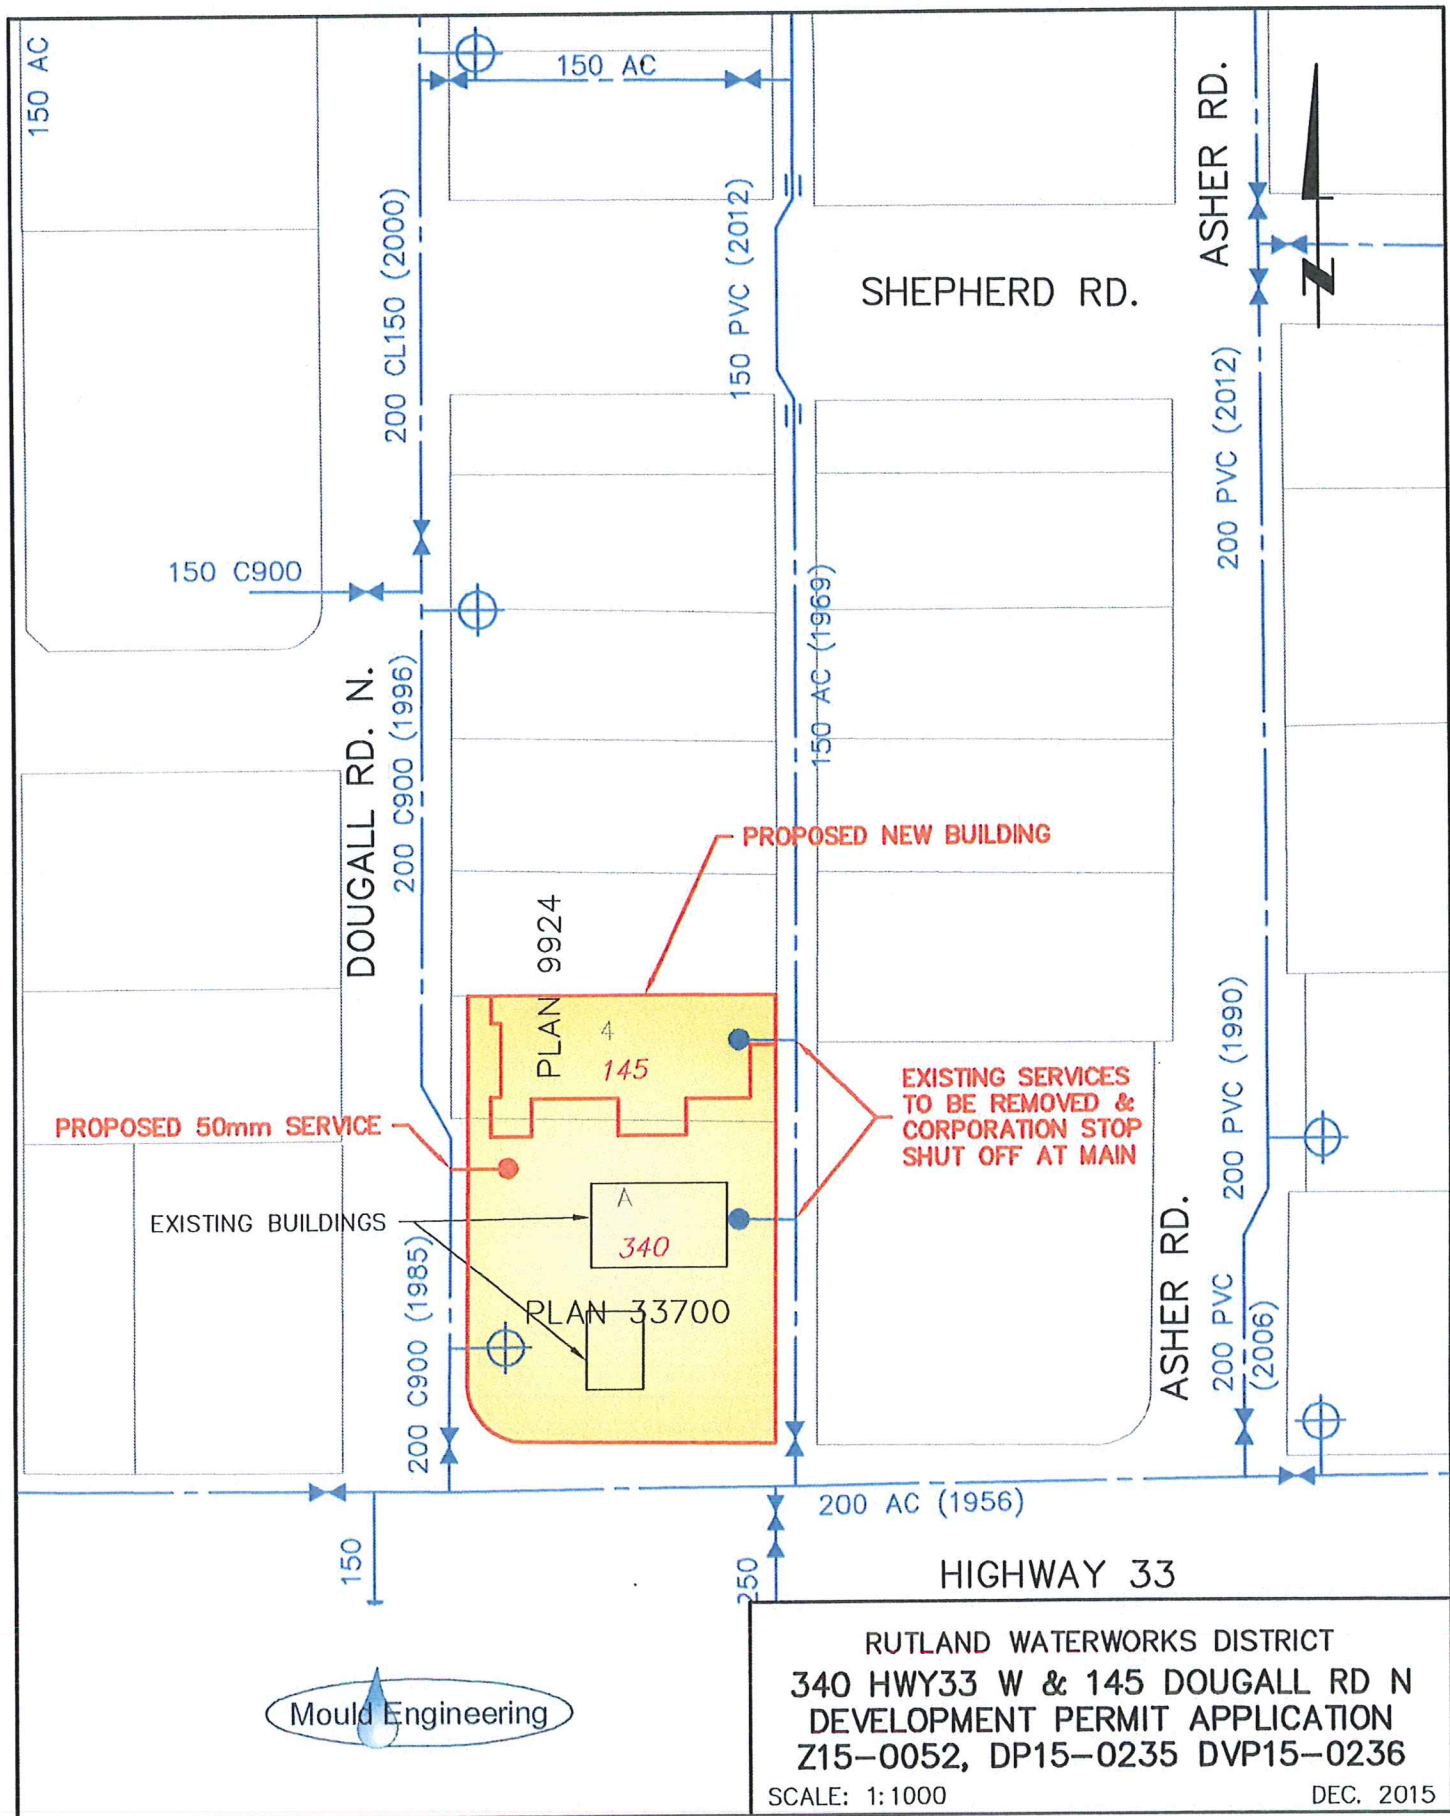 150 AC
150 AC
ASHER RD.
200 CL150 (2000)
150 PVC (2012)
SHEPHERD RD.
N
200 PVC (2012)
150 C900
150 AC (1969)
DOUGALL RD. N.
200 C900 (1996)
PROPOSED NEW BUILDING
PLAN 9924
4
145
200 PVC (1990)
EXISTING SERVICES
TO BE REMOVED &
CORPORATION STOP
SHUT OFF AT MAIN
PROPOSED 50mm SERVICE
A
340
EXISTING BUILDINGS
200 C900 (1985)
PLAN 33700
ASHER RD.
200 PVC
(2006)
200 AC (1956)
150
250
HIGHWAY 33
Mould Engineering
RUTLAND WATERWORKS DISTRICT
340 HWY33 W & 145 DOUGALL RD N
DEVELOPMENT PERMIT APPLICATION
Z15-0052, DP15-0235 DVP15-0236
SCALE: 1:1000
DEC. 2015